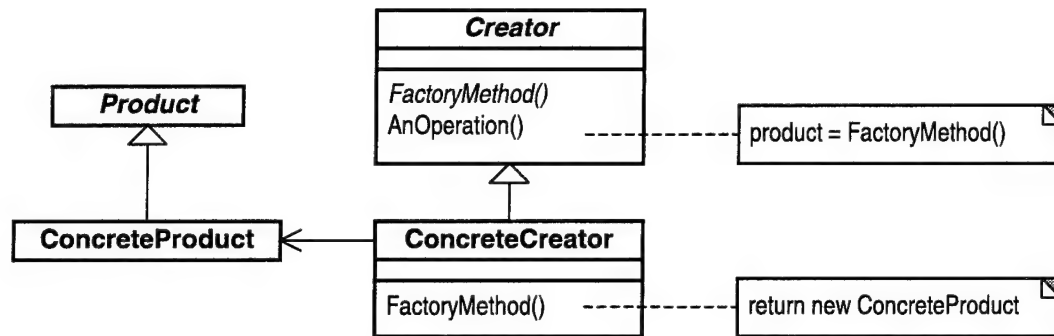 Creator
Product
FactoryMethod()
AnOperation()
product = FactoryMethod()
ConcreteProduct
ConcreteCreator
FactoryMethod()
return new ConcreteProduct